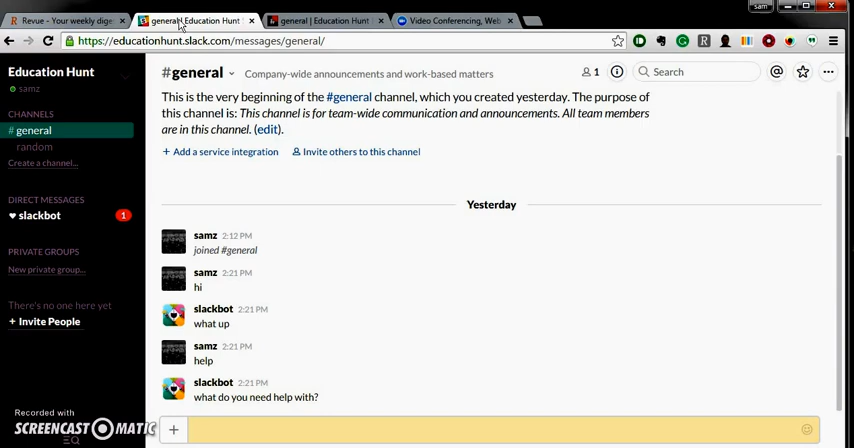 sam
Revue - Your weekly diges
general | Education Hunt S
general | Education Hunt
Video Conferencing, Web
https://educationhunt.slack.com/messages/general/
Education Hunt
samz
#general
Company-wide announcements and work-based matters
1
Search
CHANNELS
# general
random
Create a channel...
DIRECT MESSAGES
slackbot
1
PRIVATE GROUPS
New private group...
There's no one here yet
+ Invite People
This is the very beginning of the #general channel, which you created yesterday. The purpose of
this channel is: This channel is for team-wide communication and announcements. All team members
are in this channel. (edit).
+ Add a service integration
Invite others to this channel
Yesterday
samz 2:12 PM
joined #general
samz 2:21 PM
hi
slackbot 2:21 PM
what up
samz 2:21 PM
help
slackbot 2:21 PM
what do you need help with?
Recorded with
SCREENCAST MATIC